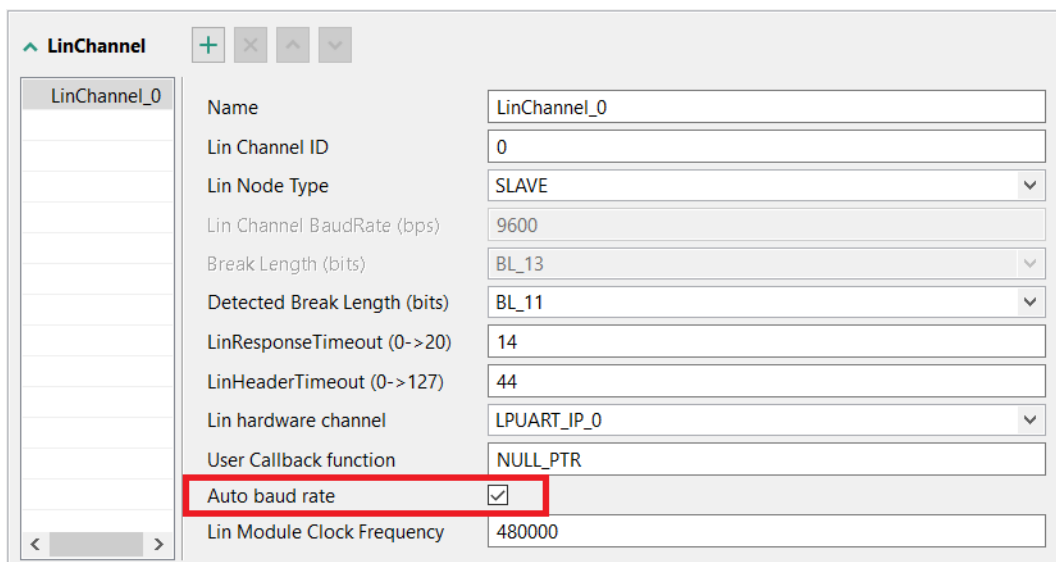 LinChannel
LinChannel_0
Name LinChannel_0
Lin Channel ID 0
Lin Node Type SLAVE
Lin Channel BaudRate (bps) 9600
Break Length (bits) BL_13
Detected Break Length (bits) BL_11
LinResponseTimeout (0->20) 14
LinHeaderTimeout (0->127) 44
Lin hardware channel LPUART_IP_0
User Callback function NULL_PTR
Auto baud rate
Lin Module Clock Frequency 480000